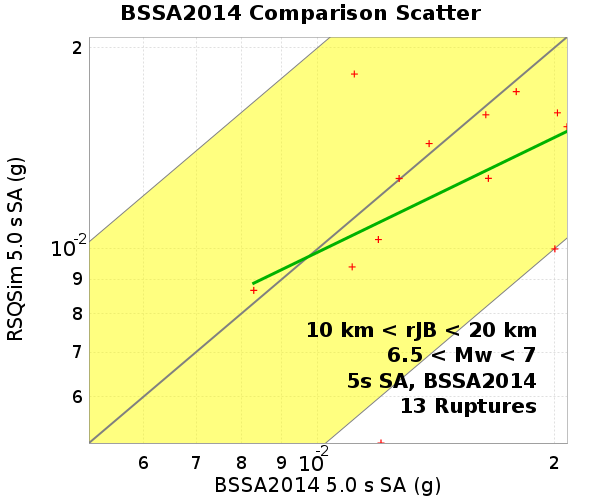 BSSA2014 Comparison Scatter
RSQSim 5.0 s SA (g)
2
10-2
9
8
7
6
10 km < rJB < 20 km
6.5 < Mw < 7
5s SA, BSSA2014
13 Ruptures
6 7 8 9 10-2 2
BSSA2014 5.0 s SA (g)